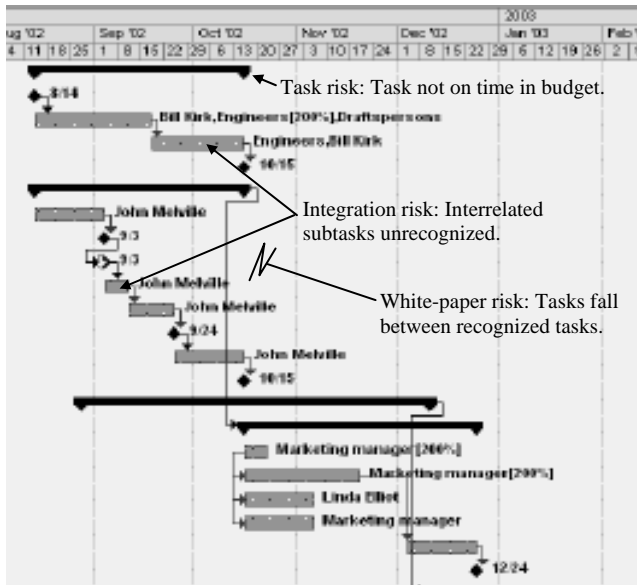 2003
ug '02 Sep '02 Oct '02 Nov '02 Dec '02 Jan '03 Feb '
4 11 18 25 1 8 15 22 29 6 13 20 27 3 10 17 24 1 8 15 22 29 5 12 19 26 2 9
Task risk: Task not on time in budget.
8/14
Bill Kirk,Engineers[200%],Draftspersons
Engineers,Bill Kirk
10/15
John Melville
Integration risk: Interrelated
subtasks unrecognized.
9/3
9/3
John Melville
White-paper risk: Tasks fall
between recognized tasks.
John Melville
9/24
John Melville
10/15
Marketing manager[200%]
Marketing manager[200%]
Linda Elliot
Marketing manager
12/24